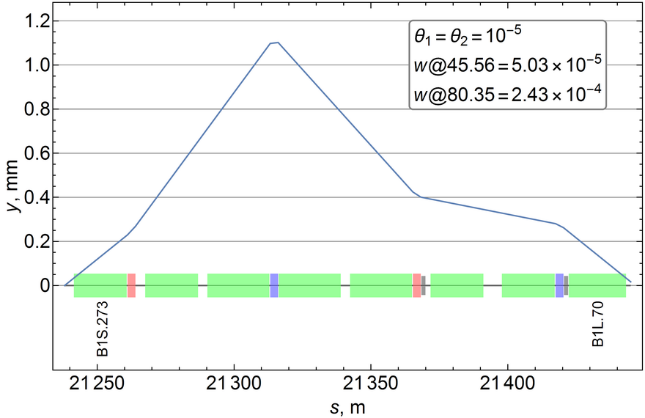 1.2
1.0
0.8
0.6
0.4
0.2
0
y, mm
θ₁ = θ₂ = 10⁻⁵
w@45.56 = 5.03 × 10⁻⁵
w@80.35 = 2.43 × 10⁻⁴
B1S.273
B1L.70
21 250 21 300 21 350 21 400
s, m